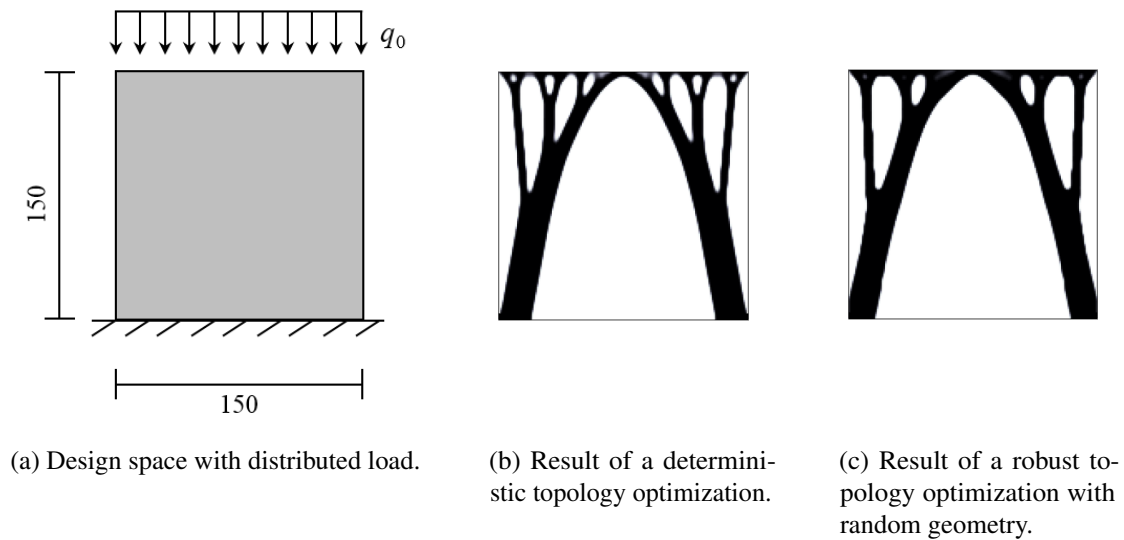 q0
150
150
(a) Design space with distributed load.
(b) Result of a determini-
stic topology optimization.
(c) Result of a robust to-
pology optimization with
random geometry.